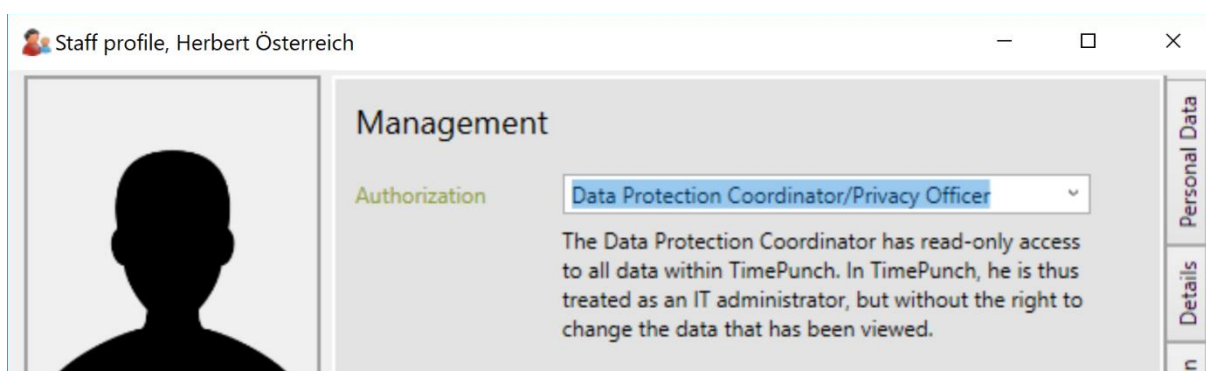 Staff profile, Herbert Österreich
Management
Authorization
Data Protection Coordinator/Privacy Officer
The Data Protection Coordinator has read-only access
to all data within TimePunch. In TimePunch, he is thus
treated as an IT administrator, but without the right to
change the data that has been viewed.
Personal Data
Details